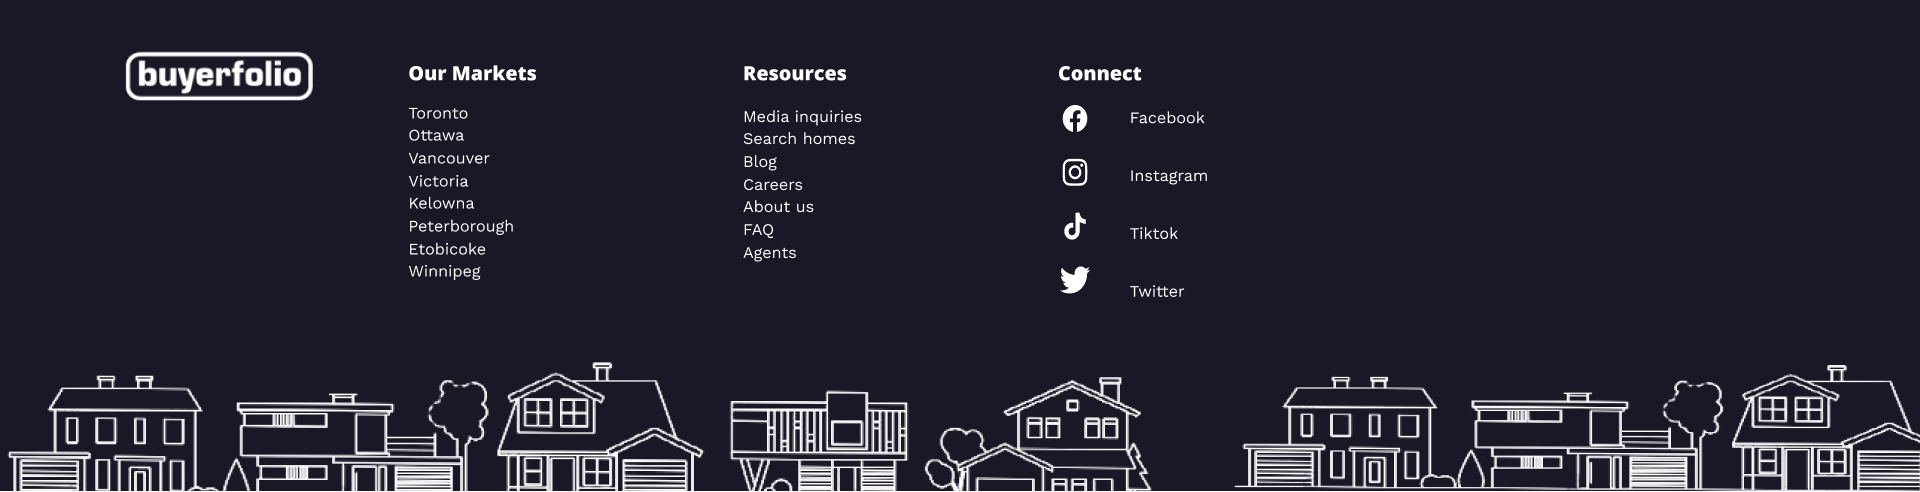 buyerfolio
Our Markets
Toronto
Ottawa
Vancouver
Victoria
Kelowna
Peterborough
Etobicoke
Winnipeg
Resources
Media inquiries
Search homes
Blog
Careers
About us
FAQ
Agents
Connect
Facebook
Instagram
Tiktok
Twitter